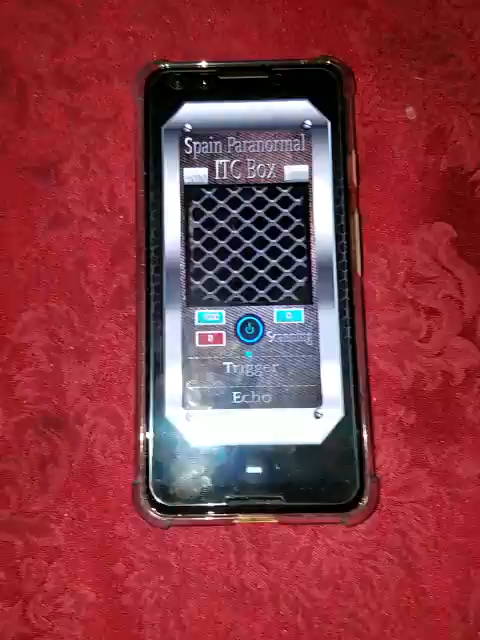 Spain Paranormal
ITC Box
Scanning
Trigger
Echo